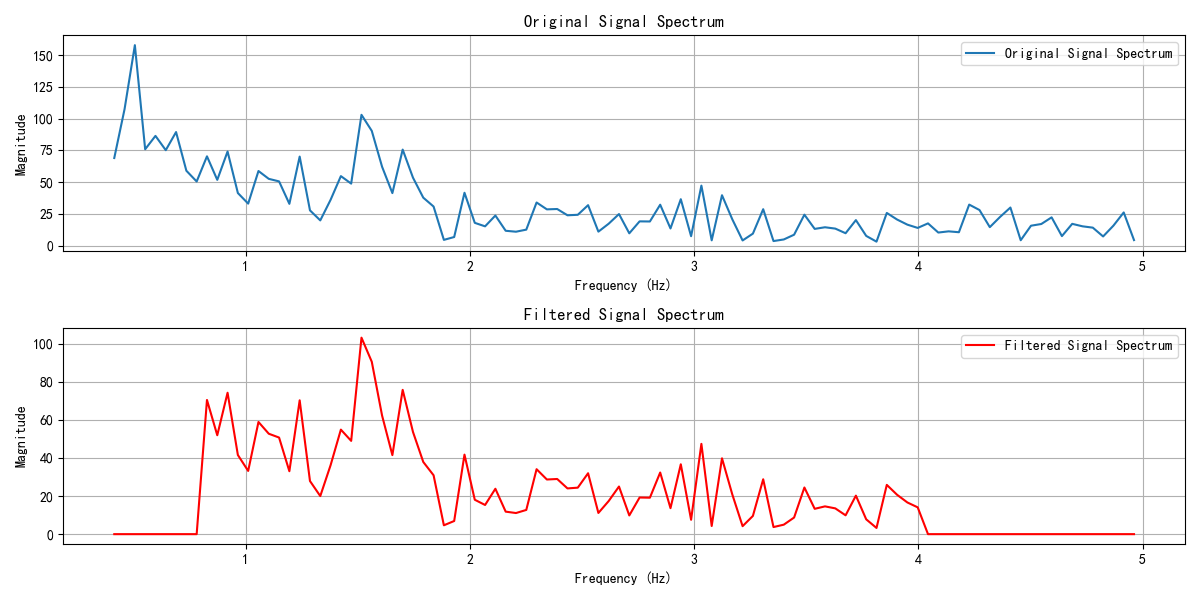 Original Signal Spectrum
Original Signal Spectrum
Magnitude
150
125
100
75
50
25
0
1
2
3
4
5
Frequency (Hz)
Filtered Signal Spectrum
Filtered Signal Spectrum
Magnitude
100
80
60
40
20
0
1
2
3
4
5
Frequency (Hz)